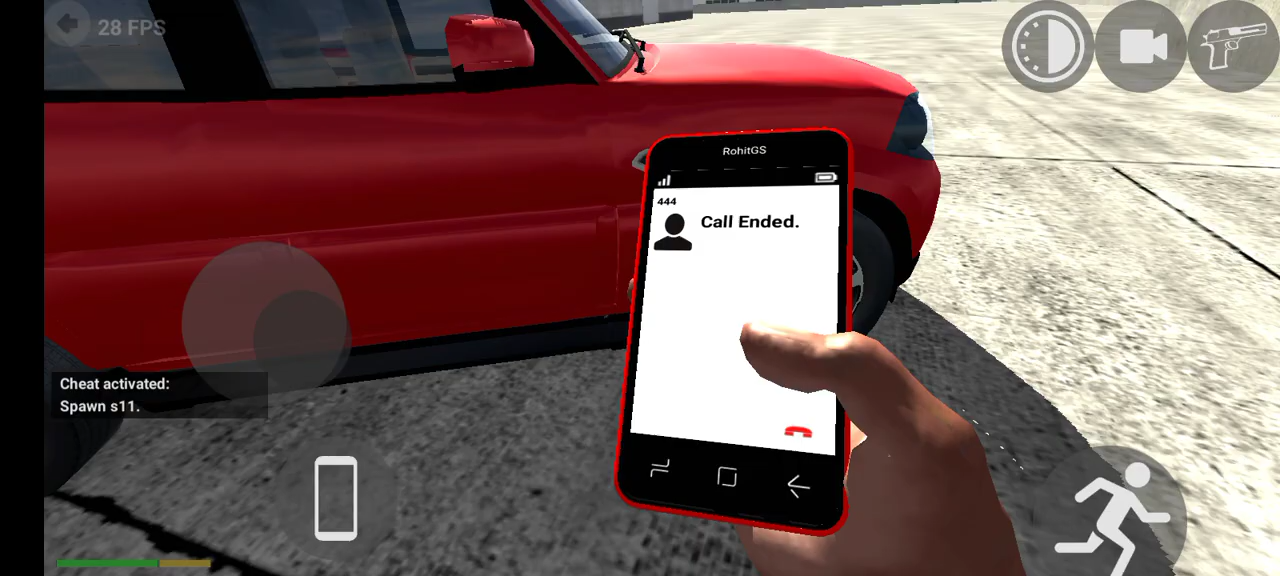 28 FPS
RohitGS
444
Call Ended.
Cheat activated:
Spawn s11.